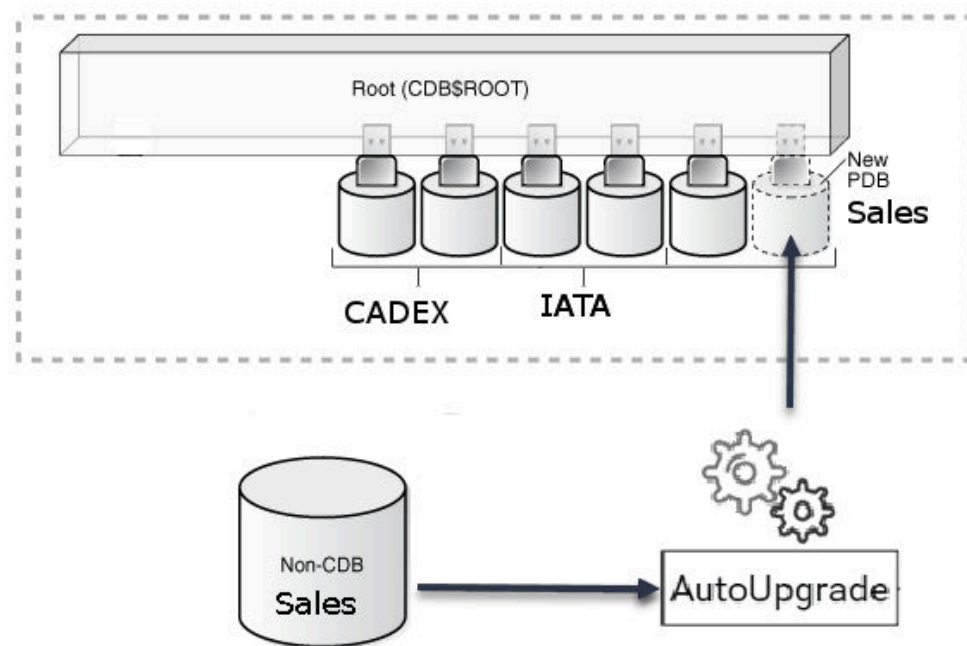 Root (CDB$ROOT)
New
PDB
Sales
CADEX
IATA
Non-CDB
Sales
AutoUpgrade